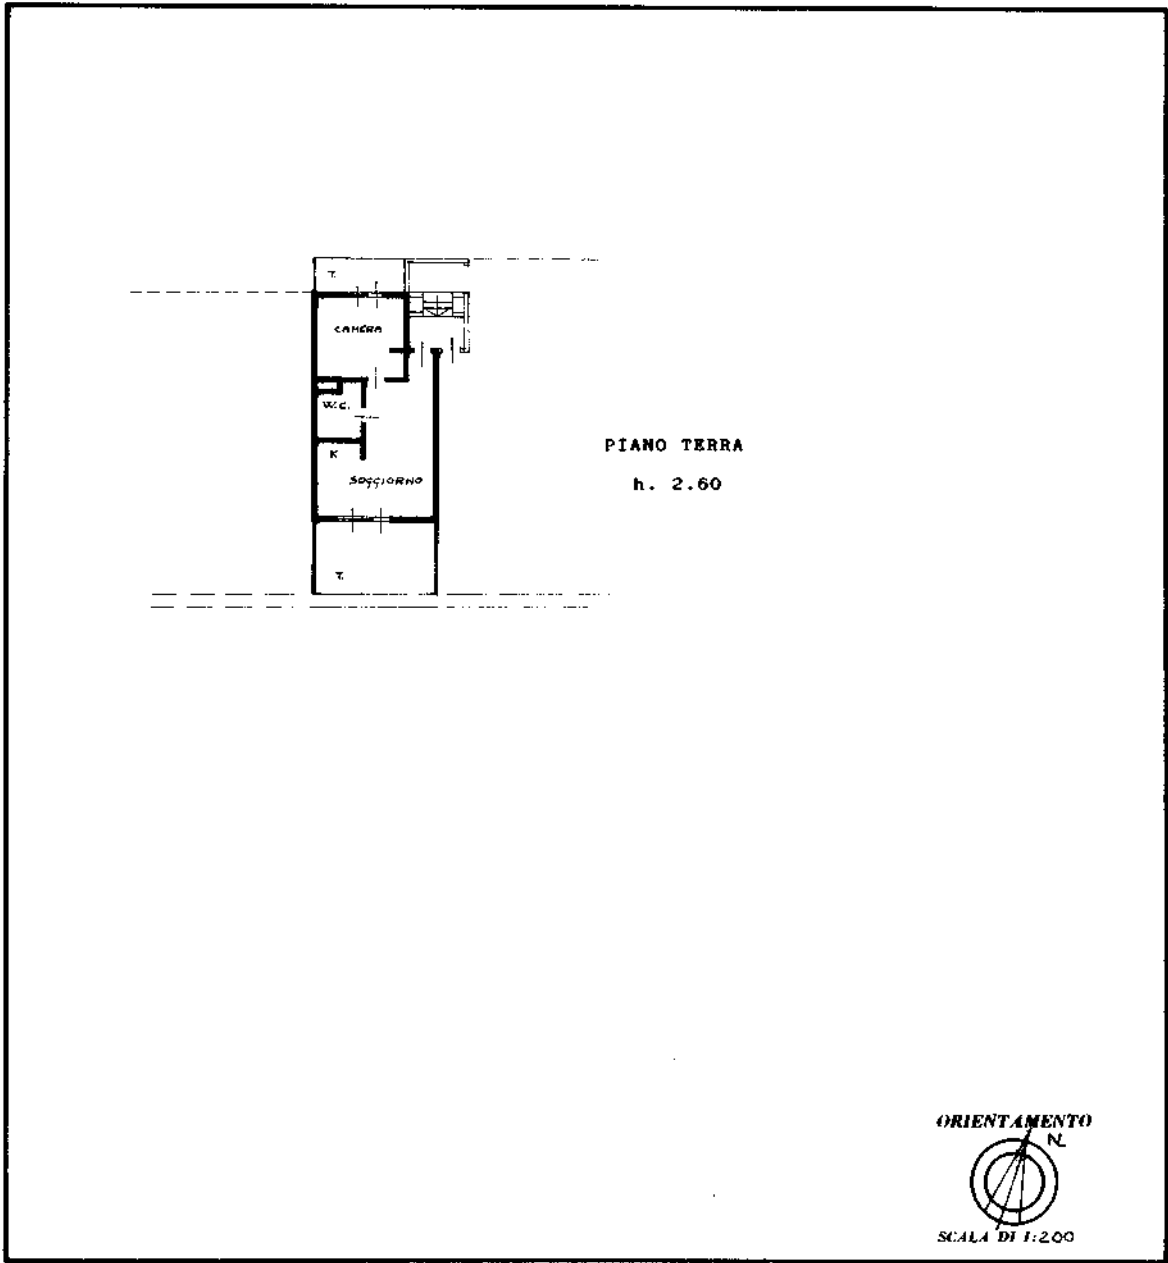 T.
CAMERA
W.C.
K
SOGGIORNO
T.
PIANO TERRA
h. 2.60
ORIENTAMENTO
N
SCALA DI 1:200